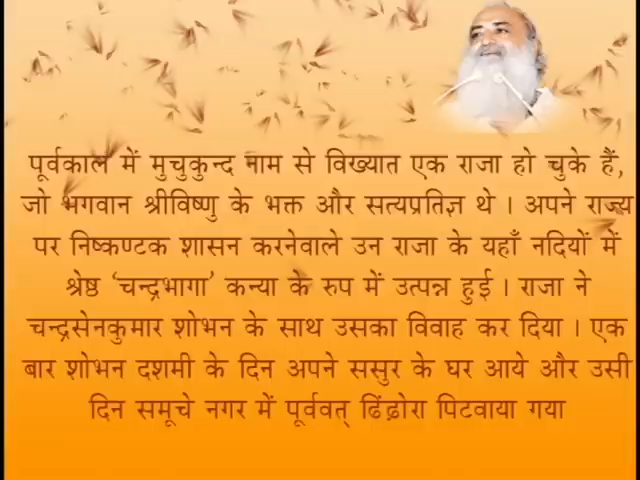 पूर्वकाल में मुचुकुन्द नाम से विख्यात एक राजा हो चुके हैं,
जो भगवान श्रीविष्णु के भक्त और सत्यप्रतिज्ञ थे । अपने राज्य
पर निष्कण्टक शासन करनेवाले उन राजा के यहाँ नदियों में
श्रेष्ठ ‘चन्द्रभागा’ कन्या के रुप में उत्पन्न हुई । राजा ने
चन्द्रसेनकुमार शोभन के साथ उसका विवाह कर दिया । एक
बार शोभन दशमी के दिन अपने ससुर के घर आये और उसी
दिन समूचे नगर में पूर्ववत् ढिंढ़ोरा पिटवाया गया